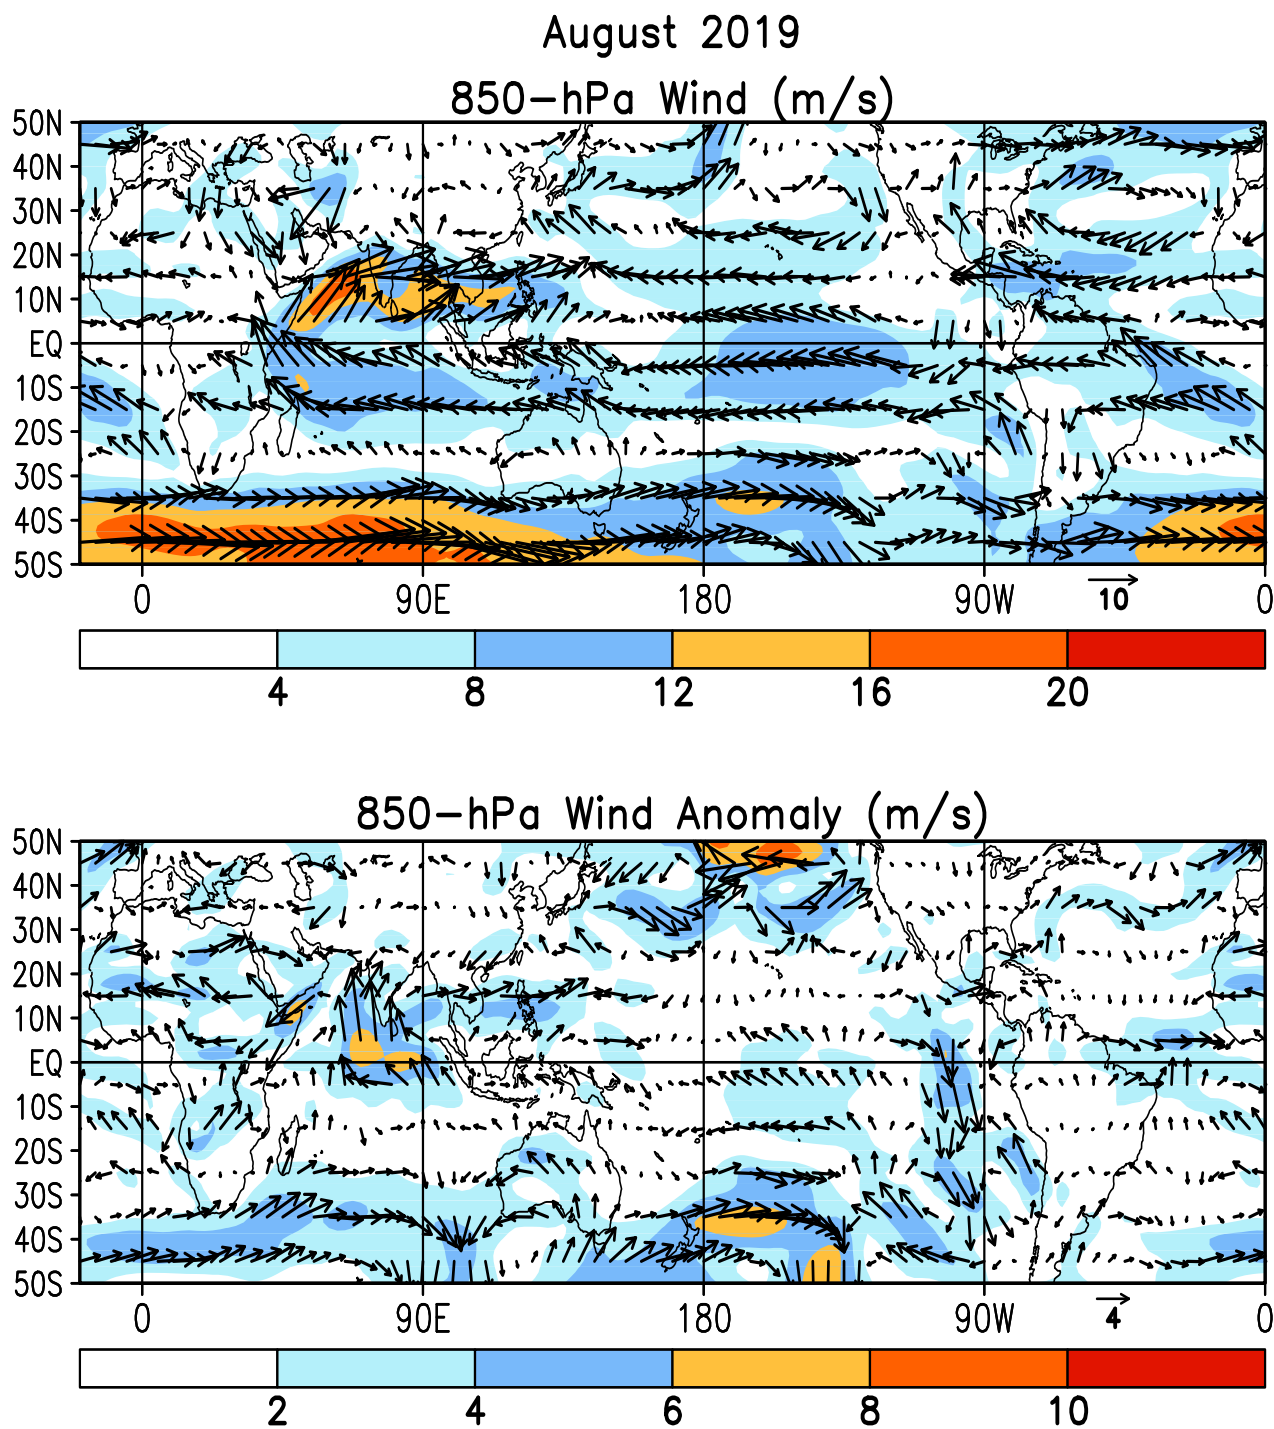 August 2019
850-hPa Wind (m/s)
50N
40N
30N
20N
10N
EQ
10S
20S
30S
40S
50S
0 90E 180 90W 0
10
4 8 12 16 20
850-hPa Wind Anomaly (m/s)
50N
40N
30N
20N
10N
EQ
10S
20S
30S
40S
50S
0 90E 180 90W 0
4
2 4 6 8 10